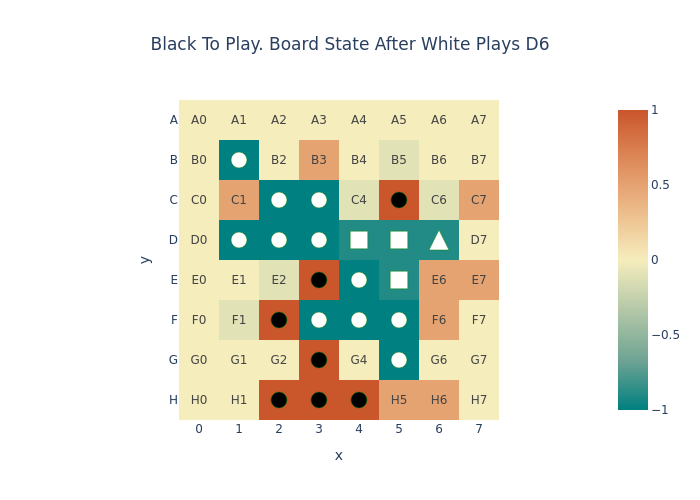 Black To Play. Board State After White Plays D6
A A0 A1 A2 A3 A4 A5 A6 A7 1
B B0 B2 B3 B4 B5 B6 B7
C C0 C1 C4 C6 C7 0.5
D D0 D7
y 0
E E0 E1 E2 E6 E7
F F0 F1 F6 F7 −0.5
G G0 G1 G2 G4 G6 G7
H H0 H1 H5 H6 H7 −1
0 1 2 3 4 5 6 7
x